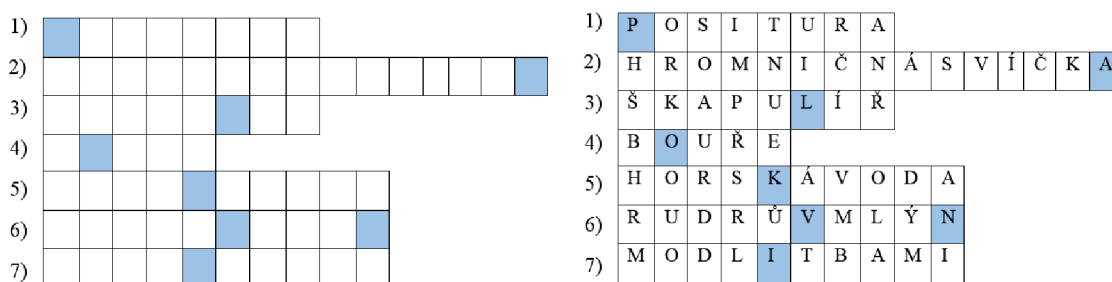 1)
2)
3)
4)
5)
6)
7)
1) P O S I T U R A
2) H R O M N I Č N Á S V Í Č K A
3) Š K A P U L Í Ř
4) B O U Ř E
5) H O R S K Á V O D A
6) R U D R Ů V M L Ý N
7) M O D L I T B A M I